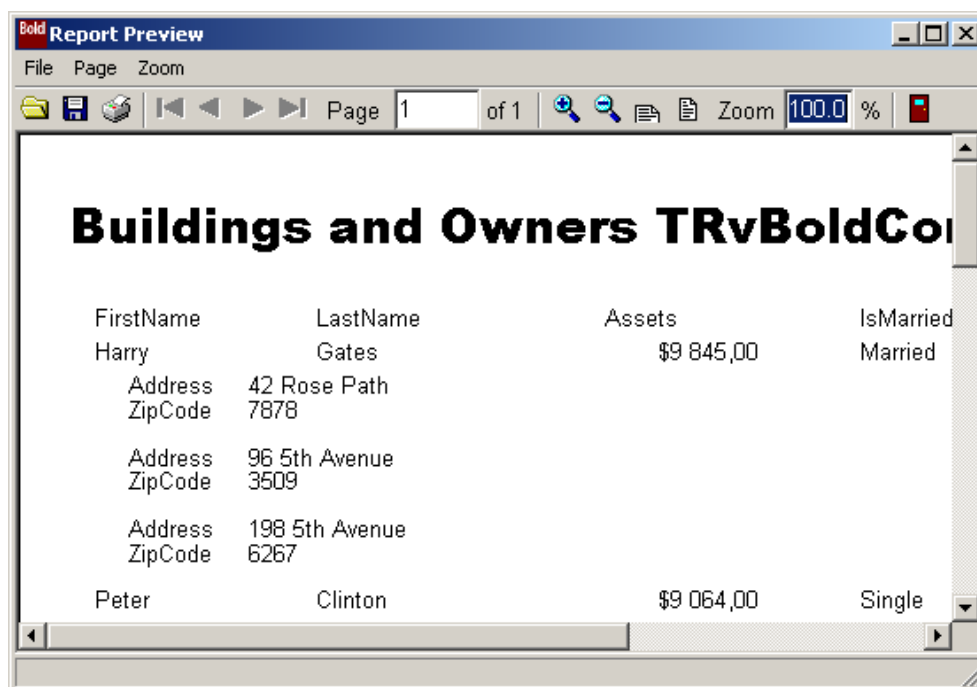 Bold Report Preview
File Page Zoom
Page 1 of 1 Zoom 100.0 %
Buildings and Owners TRvBoldCo
FirstName LastName Assets IsMarried
Harry Gates $9 845,00 Married
Address 42 Rose Path
ZipCode 7878
Address 96 5th Avenue
ZipCode 3509
Address 198 5th Avenue
ZipCode 6267
Peter Clinton $9 064,00 Single